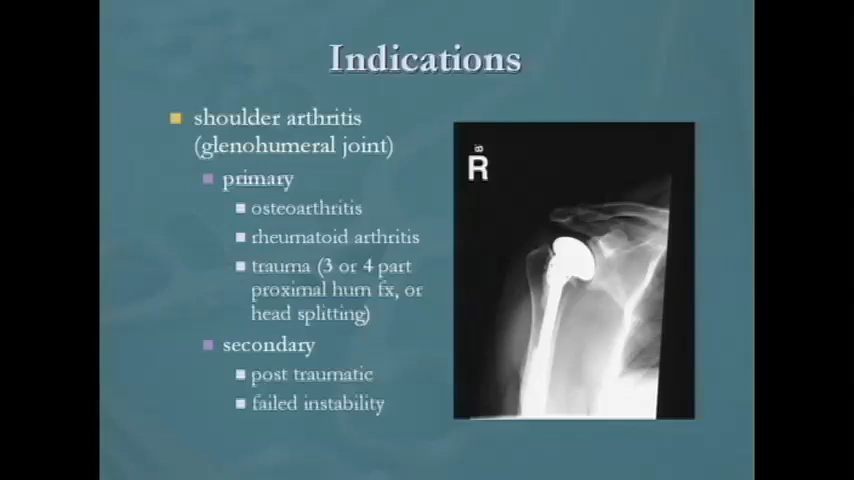 Indications
shoulder arthritis
(glenohumeral joint)
primary
osteoarthritis
rheumatoid arthritis
trauma (3 or 4 part
proximal hum fx, or
head splitting)
secondary
post traumatic
failed instability
R